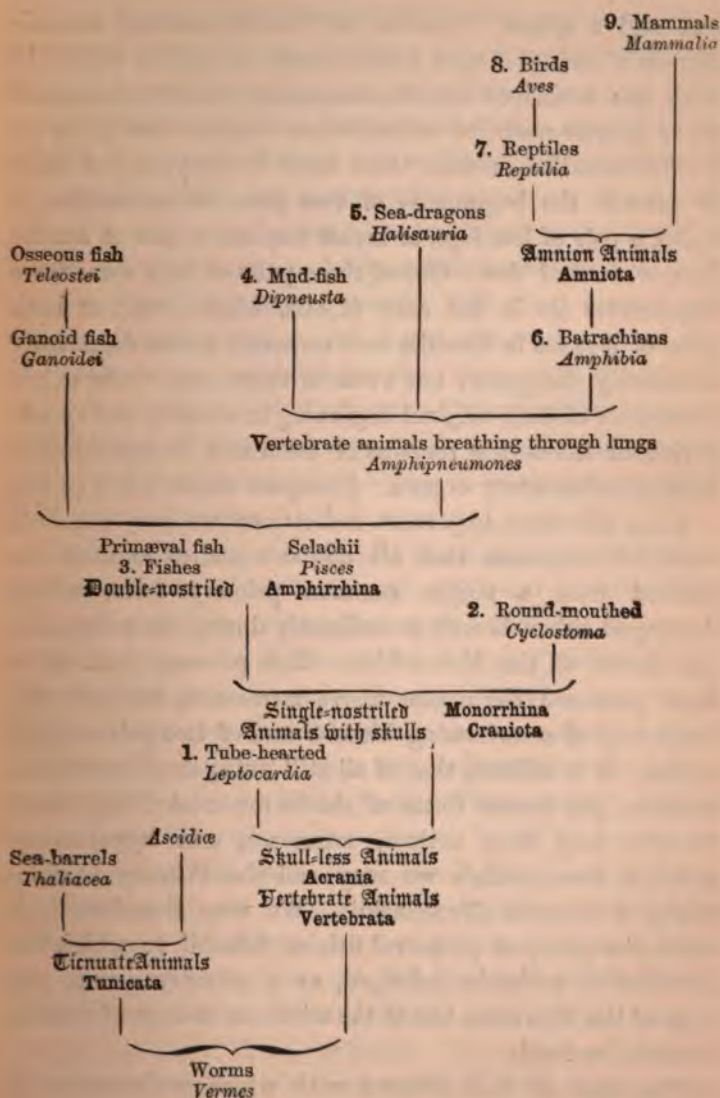 9. Mammals
Mammalia
8. Birds
Aves
7. Reptiles
Reptilia
5. Sea-dragons
Halisauria
Amnion Animals
Amniota
Osseous fish
Teleostei
4. Mud-fish
Dipneusta
Ganoid fish
Ganoidei
6. Batrachians
Amphibia
Vertebrate animals breathing through lungs
Amphipneumones
Primæval fish Selachii
3. Fishes Pisces
Double-nostriled Amphirrhina
2. Round-mouthed
Cyclostoma
Single-nostriled Monorrhina
Animals with skulls Craniota
1. Tube-hearted
Leptocardia
Ascidiæ
Sea-barrels
Thaliacea
Skull-less Animals
Acrania
Vertebrate Animals
Vertebrata
Ticnuate Animals
Tunicata
Worms
Vermes